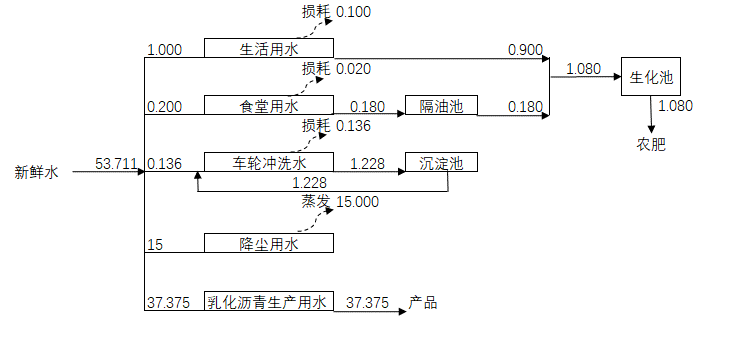 损耗 0.100
1.000 生活用水 0.900
损耗 0.020
1.080 生化池
0.200 食堂用水 0.180 隔油池 0.180
1.080
损耗 0.136
农肥
新鲜水 53.711 0.136 车轮冲洗水 1.228 沉淀池
1.228
蒸发 15.000
15 降尘用水
37.375 乳化沥青生产用水 37.375 产品